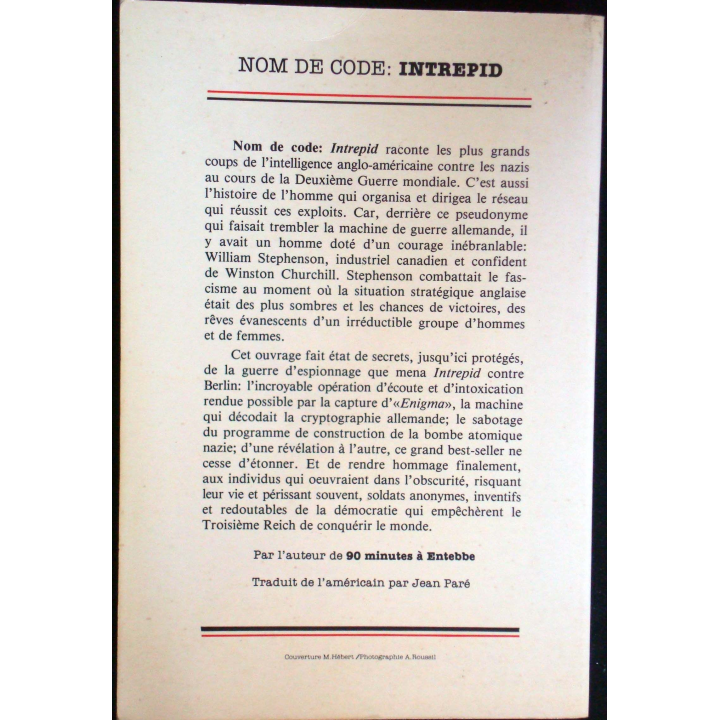 NOM DE CODE: INTREPID
Nom de code: Intrepid raconte les plus grands
coups de l'intelligence anglo-américaine contre les nazis
au cours de la Deuxième Guerre mondiale. C'est aussi
l'histoire de l'homme qui organisa et dirigea le réseau
qui réussit ces exploits. Car, derrière ce pseudonyme
qui faisait trembler la machine de guerre allemande, il
y avait un homme doté d'un courage inébranlable:
William Stephenson, industriel canadien et confident
de Winston Churchill. Stephenson combattait le fas-
cisme au moment où la situation stratégique anglaise
était des plus sombres et les chances de victoires, des
rêves évanescents d'un irréductible groupe d'hommes
et de femmes.
Cet ouvrage fait état de secrets, jusqu'ici protégés,
de la guerre d'espionnage que mena Intrepid contre
Berlin: l'incroyable opération d'écoute et d'intoxication
rendue possible par la capture d'«Enigma», la machine
qui décodait la cryptographie allemande; le sabotage
du programme de construction de la bombe atomique
nazie; d'une révélation à l'autre, ce grand best-seller ne
cesse d'étonner. Et de rendre hommage finalement,
aux individus qui oeuvraient dans l'obscurité, risquant
leur vie et périssant souvent, soldats anonymes, inventifs
et redoutables de la démocratie qui empêchèrent le
Troisième Reich de conquérir le monde.
Par l'auteur de 90 minutes à Entebbe
Traduit de l'américain par Jean Paré
Couverture M. Hébert/Photographie A.